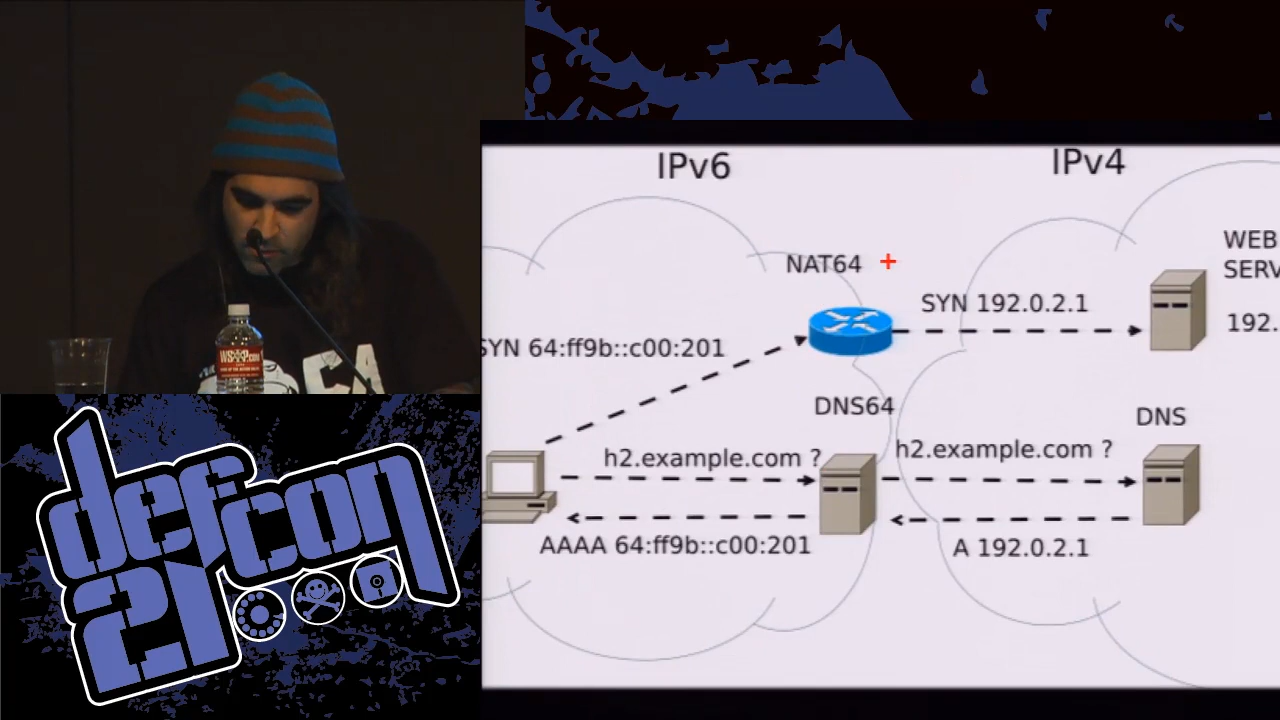 IPv6
IPv4
NAT64
WEB
SERV
SYN 192.0.2.1
192.
SYN 64:ff9b::c00:201
DNS64
DNS
h2.example.com ?
h2.example.com ?
AAAA 64:ff9b::c00:201
A 192.0.2.1
defcon
21
CA